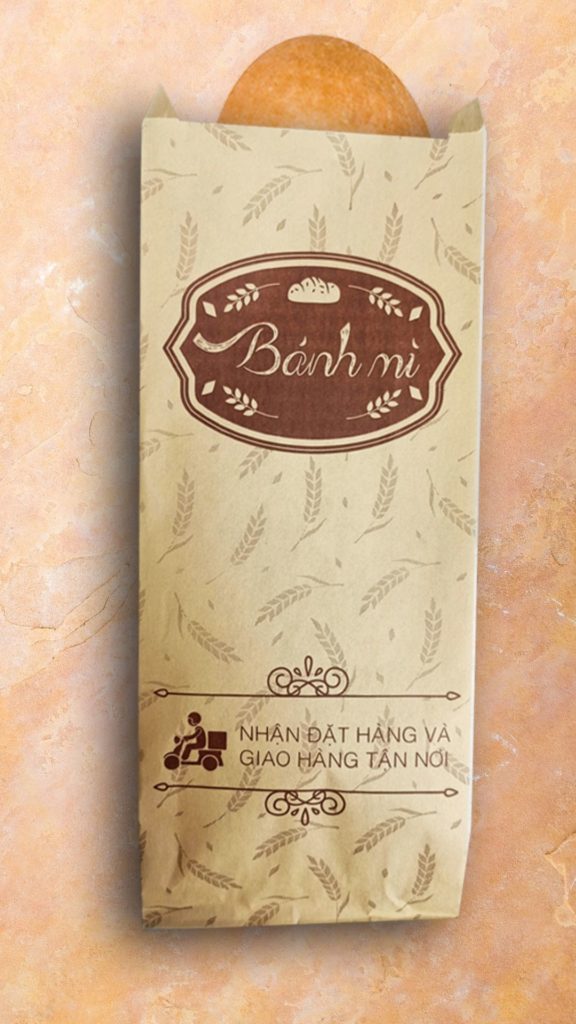 Bánh mì
NHẬN ĐẶT HÀNG VÀ
GIAO HÀNG TẬN NƠI